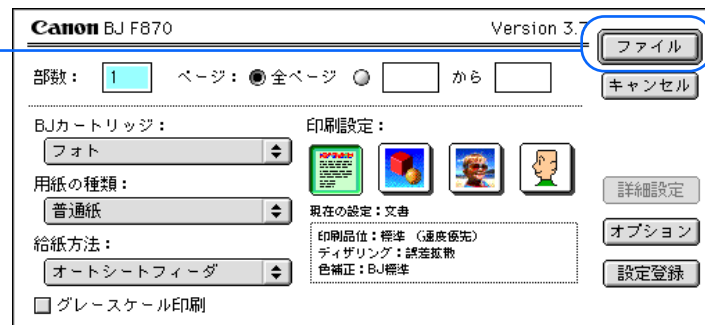 Canon BJ F870
Version 3.7
ファイル
部数： 1 ページ： 全ページ から
キャンセル
BJカートリッジ：
フォト
印刷設定：
用紙の種類：
普通紙
詳細設定
現在の設定：文書
印刷品位：標準 （速度優先）
オプション
給紙方法：
ディザリング：誤差拡散
色補正：BJ標準
オートシートフィーダ
設定登録
グレースケール印刷